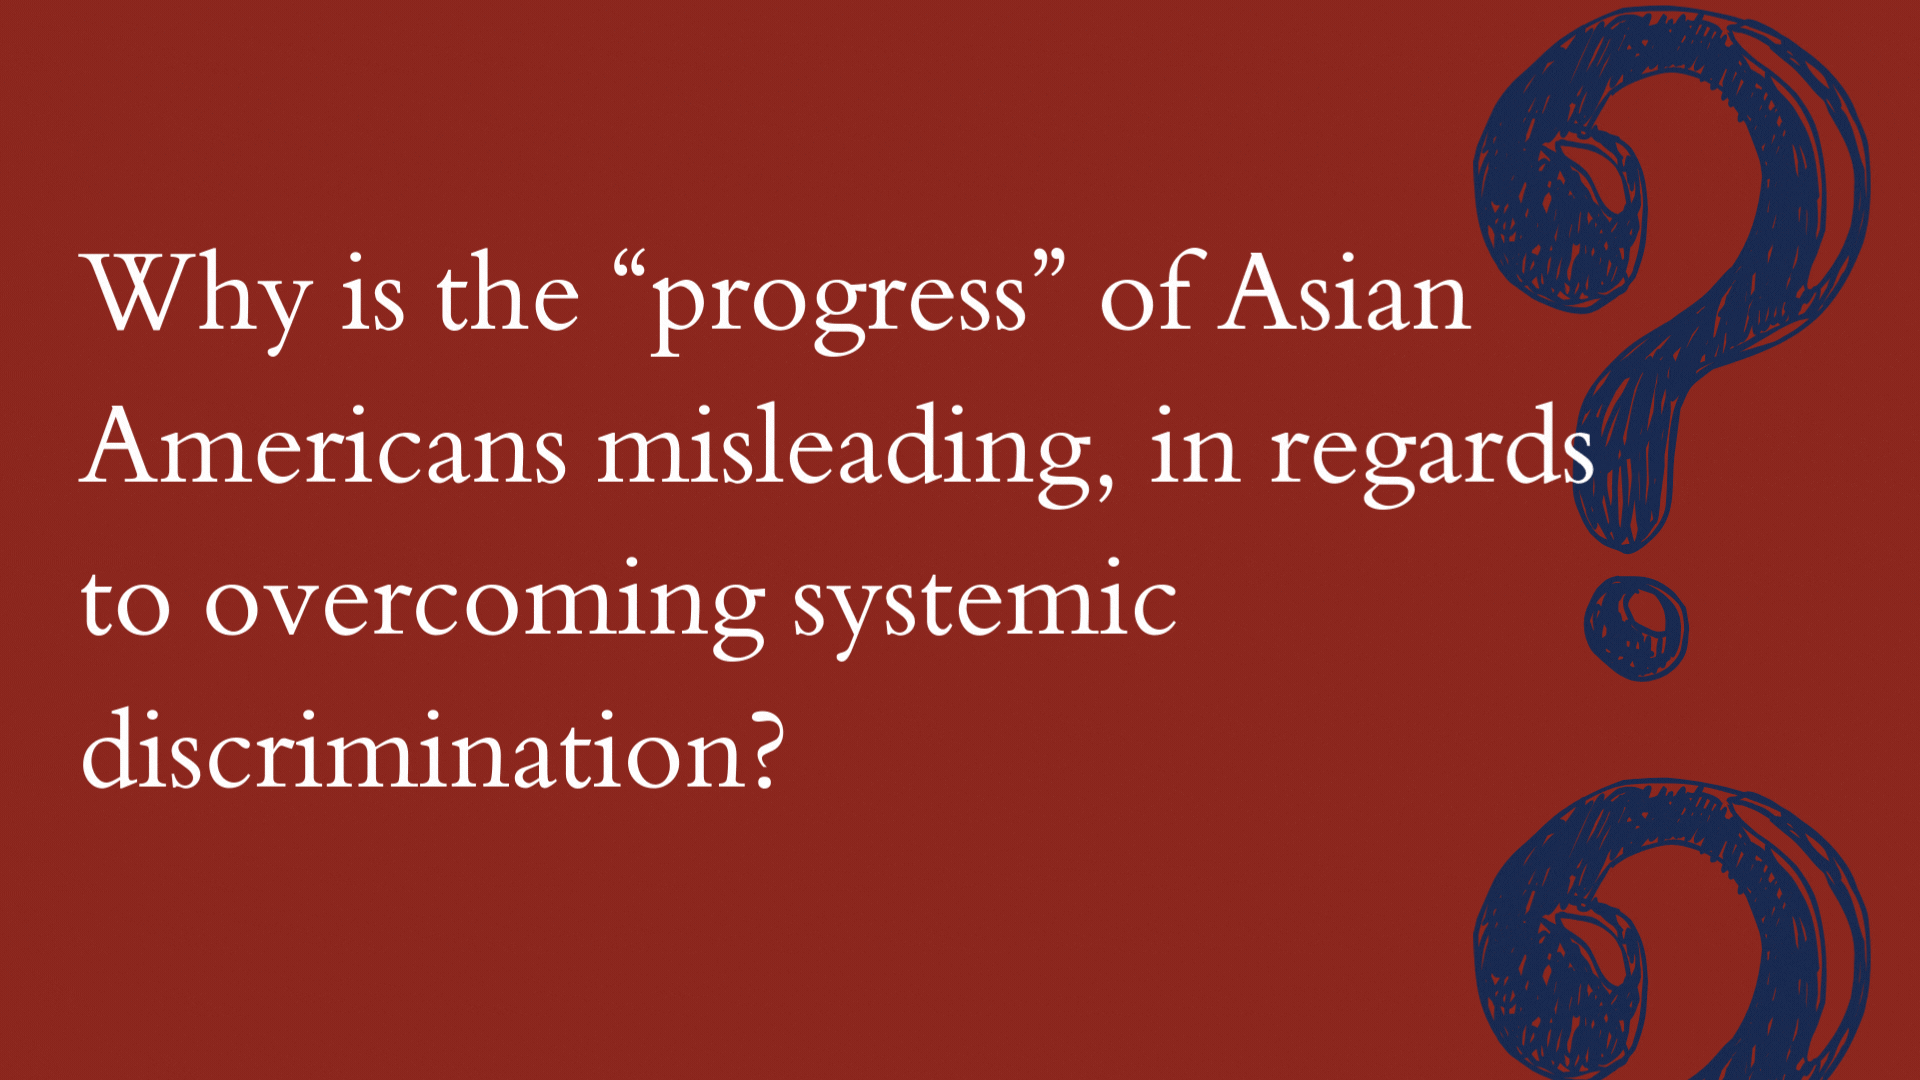 Why is the “progress” of Asian
Americans misleading, in regards
to overcoming systemic
discrimination?